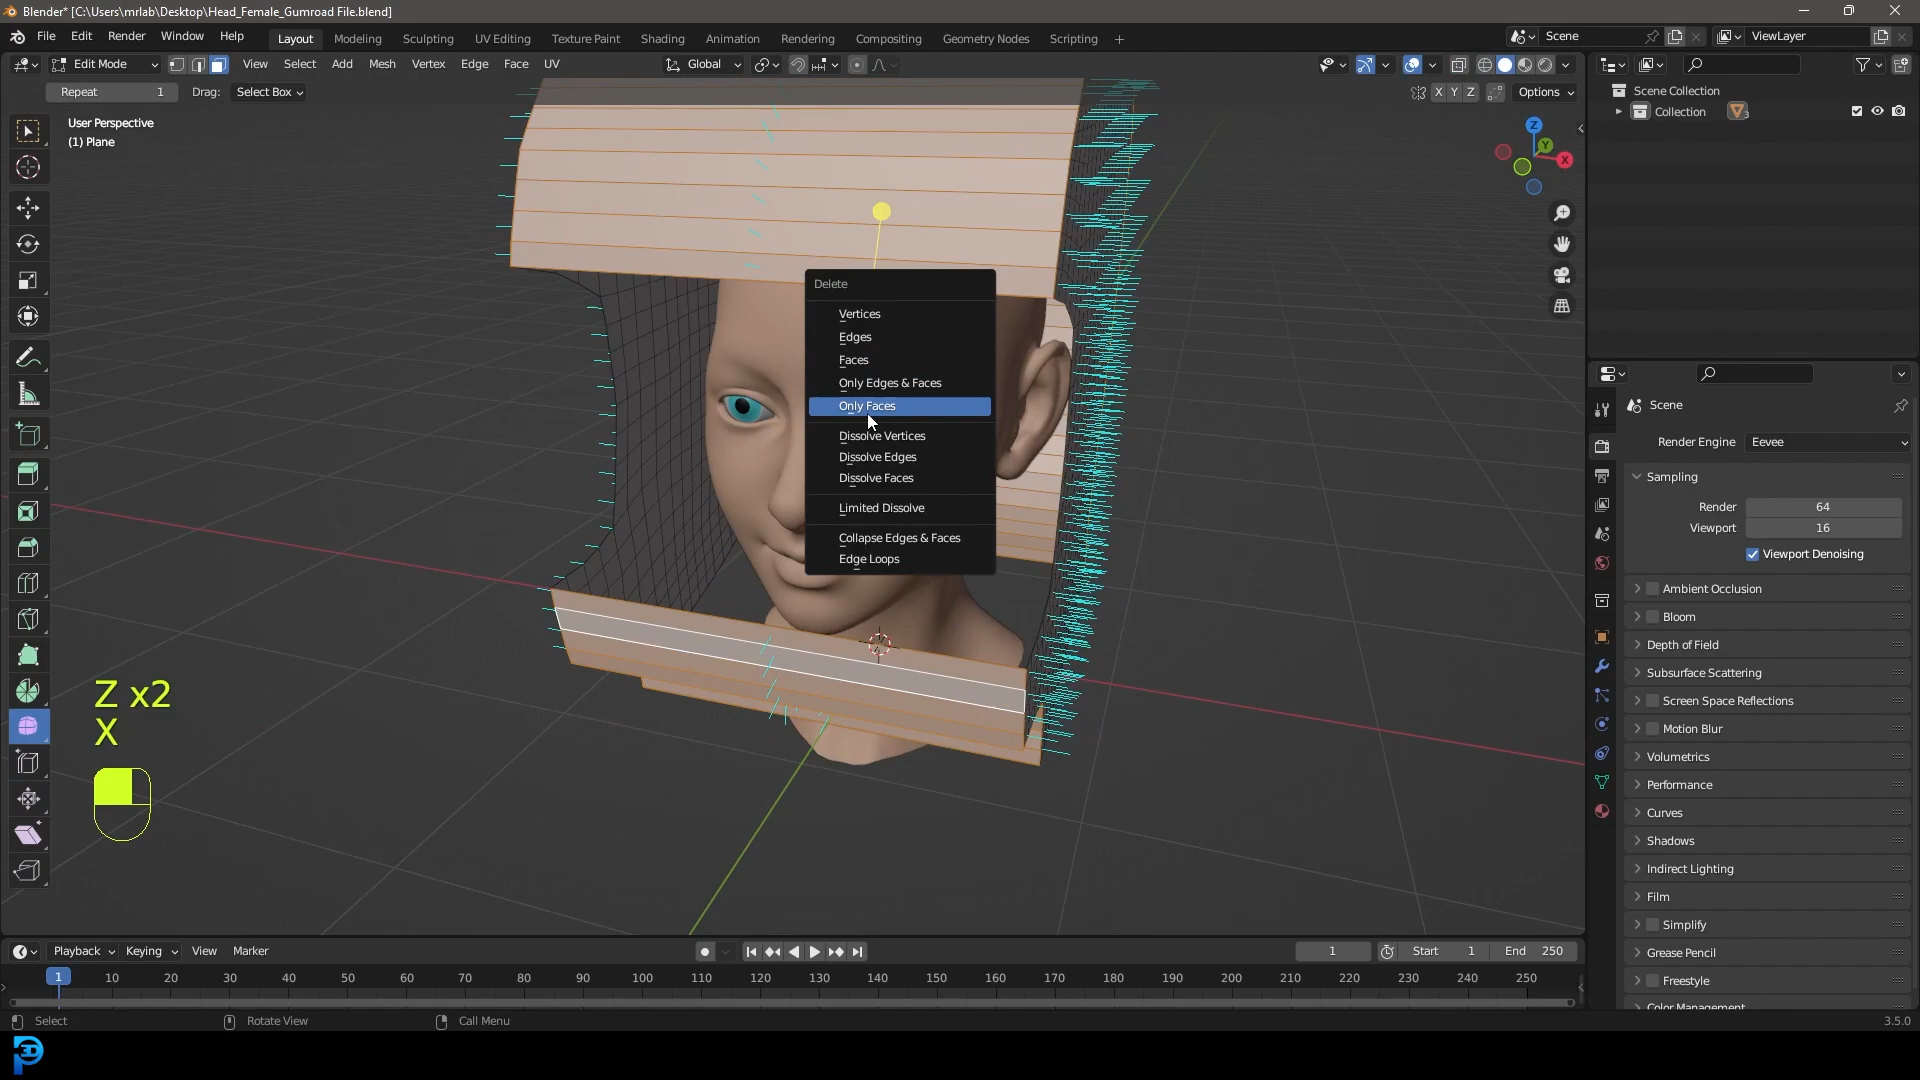 Blender* [C:\Users\mrlab\Desktop\Head_Female_Gumroad File.blend]
File Edit Render Window Help Layout Modeling Sculpting UV Editing Texture Paint Shading Animation Rendering Compositing Geometry Nodes Scripting + Scene ViewLayer
Edit Mode View Select Add Mesh Vertex Edge Face UV Global
Repeat 1 Drag: Select Box X Y Z Options
Scene Collection
Collection 3
User Perspective
(1) Plane
Z
Y
X
Delete
Vertices
Edges
Faces
Only Edges & Faces
Only Faces
Dissolve Vertices
Dissolve Edges
Dissolve Faces
Limited Dissolve
Collapse Edges & Faces
Edge Loops
Z x2
X
Scene
Render Engine Eevee
Sampling
Render 64
Viewport 16
Viewport Denoising
Ambient Occlusion
Bloom
Depth of Field
Subsurface Scattering
Screen Space Reflections
Motion Blur
Volumetrics
Performance
Curves
Shadows
Indirect Lighting
Film
Simplify
Grease Pencil
Freestyle
Color Management
Playback Keying View Marker 1 Start 1 End 250
1 10 20 30 40 50 60 70 80 90 100 110 120 130 140 150 160 170 180 190 200 210 220 230 240 250
Select Rotate View Call Menu 3.5.0